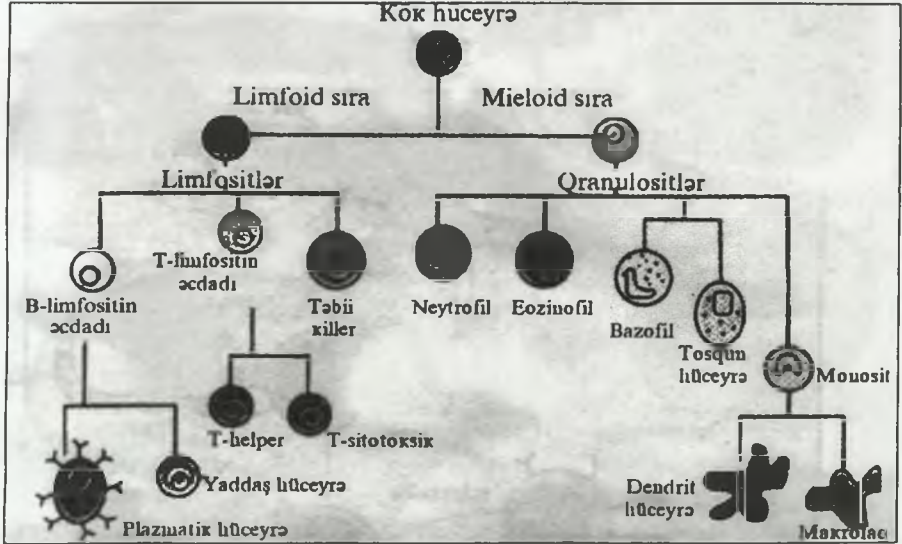 Kök hüceyrə
Limfoid sıra
Mieloid sıra
Limfositlər
Qranulositlər
B-limfositin
əcdadı
T-limfositin
əcdadı
Təbii
killer
Neytrofil
Eozinofil
Bazofil
Tosqun
hüceyrə
Monosit
T-helper
T-sitotoksik
Yaddaş hüceyrə
Plazmatik hüceyrə
Dendrit
hüceyrə
Makrofaq